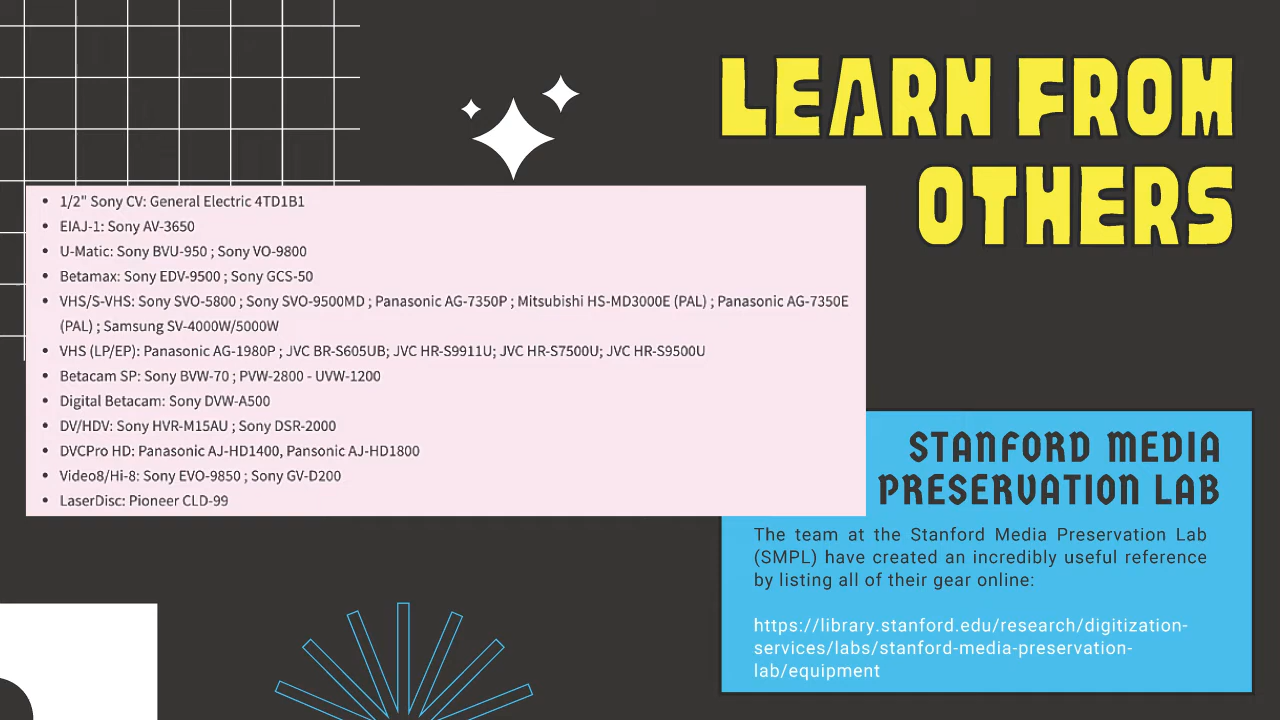 LEARN FROM
OTHERS
• 1/2" Sony CV: General Electric 4TD1B1
• EIAJ-1: Sony AV-3650
• U-Matic: Sony BVU-950 ; Sony VO-9800
• Betamax: Sony EDV-9500 ; Sony GCS-50
• VHS/S-VHS: Sony SVO-5800 ; Sony SVO-9500MD ; Panasonic AG-7350P ; Mitsubishi HS-MD3000E (PAL) ; Panasonic AG-7350E
(PAL) ; Samsung SV-4000W/5000W
• VHS (LP/EP): Panasonic AG-1980P ; JVC BR-S605UB; JVC HR-S9911U; JVC HR-S7500U; JVC HR-S9500U
• Betacam SP: Sony BVW-70 ; PVW-2800 - UVW-1200
• Digital Betacam: Sony DVW-A500
• DV/HDV: Sony HVR-M15AU ; Sony DSR-2000
• DVCPro HD: Panasonic AJ-HD1400, Pansonic AJ-HD1800
• Video8/Hi-8: Sony EVO-9850 ; Sony GV-D200
• LaserDisc: Pioneer CLD-99
STANFORD MEDIA
PRESERVATION LAB
The team at the Stanford Media Preservation Lab
(SMPL) have created an incredibly useful reference
by listing all of their gear online:
https://library.stanford.edu/research/digitization-
services/labs/stanford-media-preservation-
lab/equipment